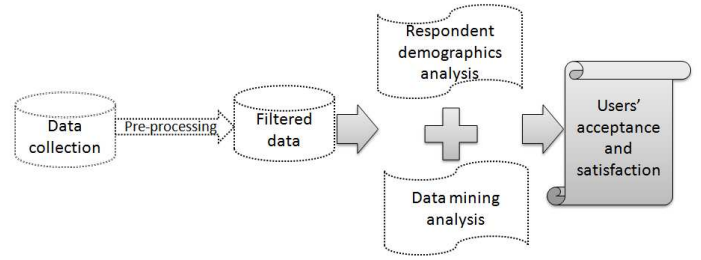 Data
collection
Pre-processing
Filtered
data
Respondent
demographics
analysis
Data mining
analysis
Users'
acceptance
and
satisfaction